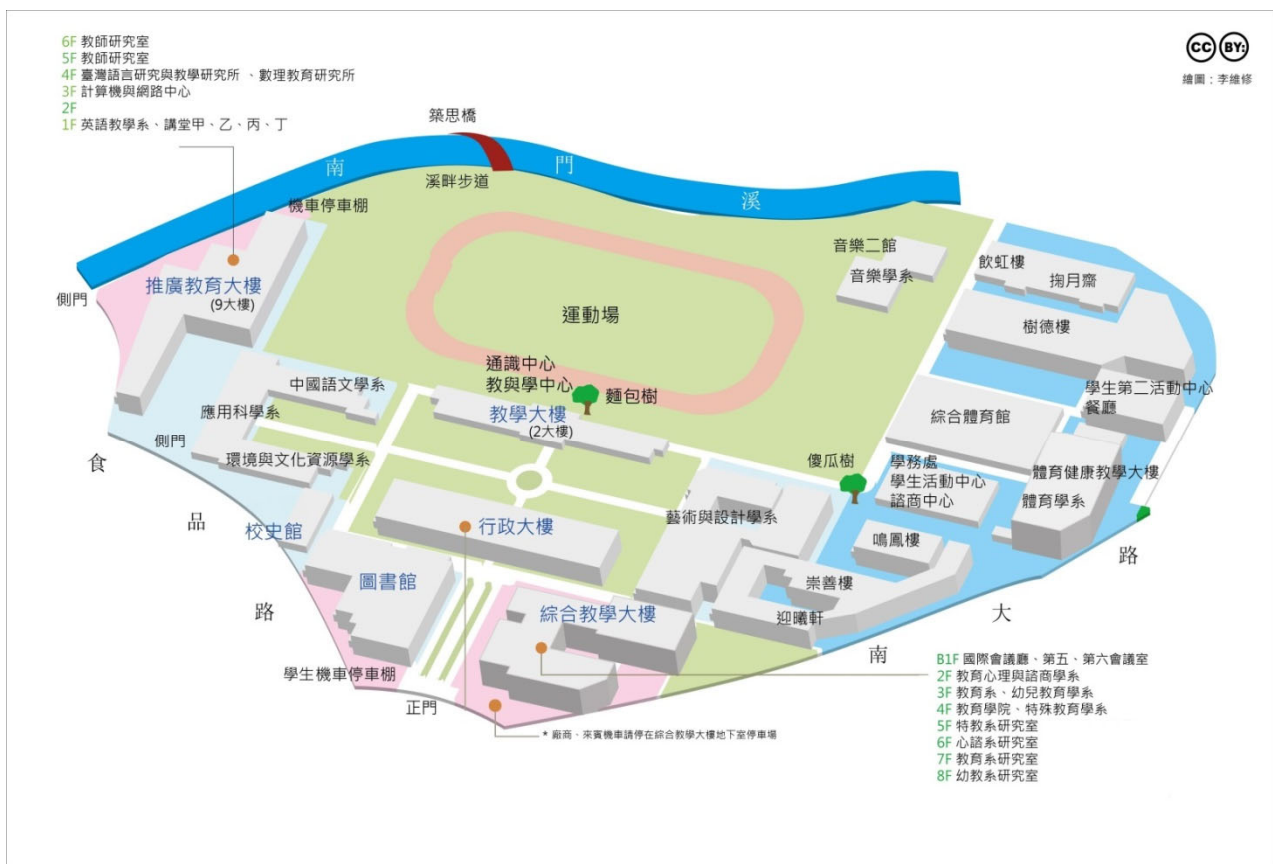 6F 教師研究室
5F 教師研究室
4F 臺灣語言研究與教學研究所 、數理教育研究所
3F 計算機與網路中心
2F
1F 英語教學系、講堂甲、乙、丙、丁
CC BY:
繪圖：李維修
築思橋
南門溪
溪畔步道
機車停車棚
側門
推廣教育大樓
(9大樓)
音樂二館
音樂學系
飲虹樓
掬月齋
樹德樓
運動場
通識中心
教與學中心
麵包樹
教學大樓
(2大樓)
中國語文學系
應用科學系
側門
環境與文化資源學系
學生第二活動中心
餐廳
綜合體育館
傻瓜樹
學務處
學生活動中心
諮商中心
體育健康教學大樓
體育學系
食品路
校史館
行政大樓
藝術與設計學系
鳴鳳樓
圖書館
綜合教學大樓
崇善樓
迎曦軒
南大路
學生機車停車棚
正門
* 廠商、來賓機車請停在綜合教學大樓地下室停車場
B1F 國際會議廳、第五、第六會議室
2F 教育心理與諮商學系
3F 教育系、幼兒教育學系
4F 教育學院、特殊教育學系
5F 特教系研究室
6F 心諮系研究室
7F 教育系研究室
8F 幼教系研究室